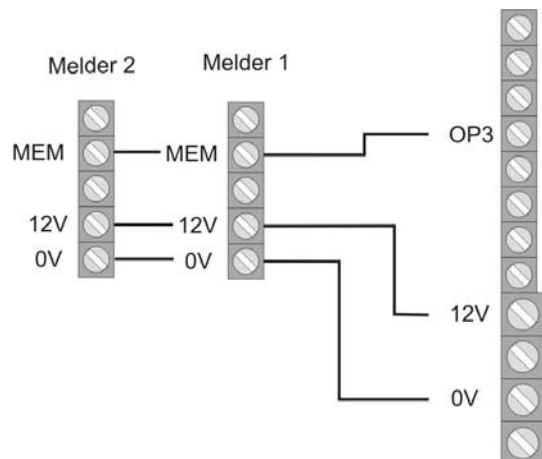 Melder 2 Melder 1
MEM MEM OP3
12V 12V
0V 0V
12V
0V